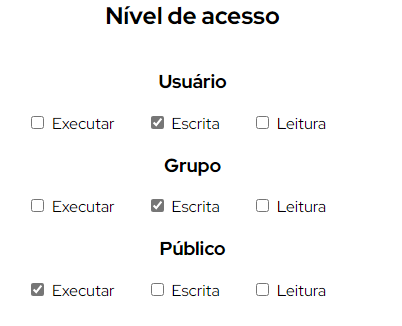 Nível de acesso
Usuário
Executar Escrita Leitura
Grupo
Executar Escrita Leitura
Público
Executar Escrita Leitura